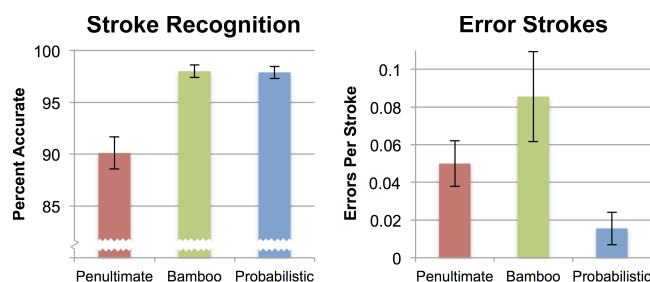 Stroke Recognition
Percent Accurate
100
95
90
85
Penultimate Bamboo Probabilistic
Error Strokes
Errors Per Stroke
0.1
0.08
0.06
0.04
0.02
0
Penultimate Bamboo Probabilistic